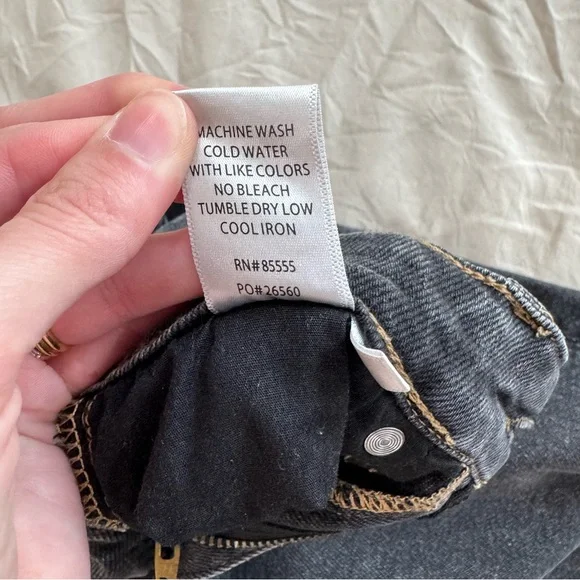 MACHINE WASH
COLD WATER
WITH LIKE COLORS
NO BLEACH
TUMBLE DRY LOW
COOL IRON
RN#85555
PO#26560